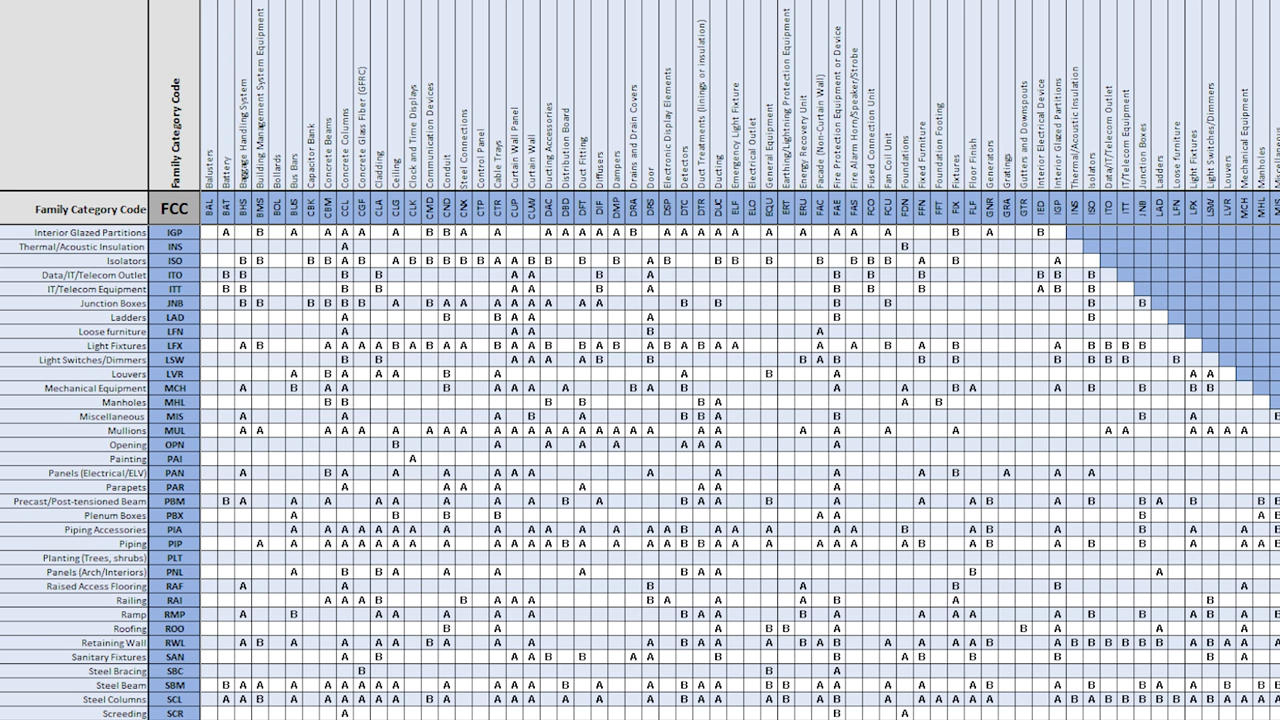 Family Category Code
Balusters
Battery
Baggage Handling System
Building Management System Equipment
Bollards
Bus Bars
Capacitor Bank
Concrete Beams
Concrete Columns
Concrete Glass Fiber (GFRC)
Cladding
Ceiling
Clock and Time Displays
Communication Devices
Conduit
Steel Connections
Control Panel
Cable Trays
Curtain Wall Panel
Curtain Wall
Duct Accessories
Distribution Board
Duct Fitting
Diffusers
Dampers
Drains and Drain Covers
Door
Electronic Display Elements
Detectors
Duct Treatments (linings or insulation)
Ducting
Emergency Light Fixture
Electrical Outlet
General Equipment
Earthing/Lightning Protection Equipment
Energy Recovery Unit
Facade (Non-Curtain Wall)
Fire Protection Equipment or Device
Fire Alarm Horn/Speaker/Strobe
Fused Connection Unit
Fan Coil Unit
Foundations
Fixed Furniture
Foundation Footing
Fixtures
Floor Finish
Generators
Gratings
Gutters and Downspouts
Interior Electrical Device
Interior Glazed Partitions
Thermal/Acoustic Insulation
Isolators
Data/IT/Telecom Outlet
IT/Telecom Equipment
Junction Boxes
Ladders
Loose furniture
Light Fixtures
Light Switches/Dimmers
Louvers
Mechanical Equipment
Manholes
Family Category Code FCC BAL BAT BHS BMS BOL BUS CBK CBM CCL CGF CLA CLG CLK CMD CND CNX CTP CTR CUP CUW DAC DBD DFT DIF DMP DRA DRS DSP DTC DTR DUC ELF ELO EQU ERT ERU FAC FAE FAS FCO FCU FDN FFN FFT FIX FLF GNR GRA GTR IED IGP INS ISO ITO ITT JNB LAD LFN LFX LSW LVR MCH MHL
Interior Glazed Partitions IGP A B A A A A A B B A A A A A A A A B A A A A A A A A A A B A B
Thermal/Acoustic Insulation INS A B
Isolators ISO B B B B A B A B B B B B A A A B B A B A B B B B B B B A B A
Data/IT/Telecom Outlet ITO B B B B A A B A B B B B B B
IT/Telecom Equipment ITT B B B B A A B A B B B A B B
Junction Boxes JNB B B B B B B A B A A A A A A A A B B B B B B
Ladders LAD A B B A A A B B
Loose furniture LFN A A A B A
Light Fixtures LFX A B A A A A B A B A B A A B B A B A B A B A A A A B A B A B B B
Light Switches/Dimmers LSW B A A A A A B B B A B B B A B B B B
Louvers LVR A B A A A B A A B A A A
Mechanical Equipment MCH A B A A B A A A A B A A A A B A A B B B B
Manholes MHL B B B B B A A B
Miscellaneous MIS A A A B A B B A B B A
Mullions MUL A A A A A A A A A A A A A A A A A A A A A A A A A A A A A A A A
Opening OPN B A A A A A A A A
Painting PAI A
Panels (Electrical/ELV) PAN A B A A A A A A A A A B A A A
Parapets PAR A A A A A A A
Precast/Post-tensioned Beam PBM B A A A A A A A A B A B A A B A A A B A B B A B B
Plenum Boxes PBX A B B B A A B A
Piping Accessories PIA A A A A A A A A A A A A A A A B A A A A A A B A A B A B B A A
Piping PIP A A A A A A A A A A A A B A A A A B B A A A A A A B A B A B B A A A
Planting (Trees, shrubs) PLT
Panels (Arch/Interiors) PNL A B B A A A A B A A B A
Raised Access Flooring RAF A A B A B B A
Railing RAI A A A B B A A A B A A B A B
Ramp RMP A B A A A A A B A A B A A A A A B B A B A
Roofing ROO B A A B B A B A A A
Retaining Wall RWL A B A A A A B A A A A B A A A B B A A A A B A B B B B B A B A A
Sanitary Fixtures SAN A B A A B B A A B A A B B B B A
Steel Bracing SBC B B A
Steel Beam SBM B A A A A A A A A A A A B A A B A A B B A A A A A A A B A B B A B B B
Steel Columns SCL
Screeding SCR A B A